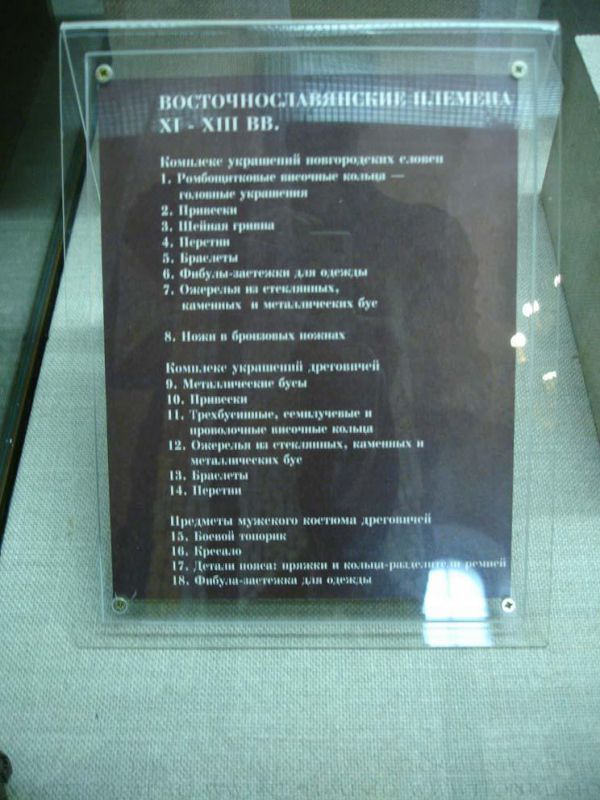 ВОСТОЧНОСЛАВЯНСКИЕ ПЛЕМЕНА
XI - XIII ВВ.
Комплекс украшений новгородских словен
1. Ромбощитковые височные кольца —
головные украшения
2. Привески
3. Шейная гривна
4. Перстни
5. Браслеты
6. Фибулы-застежки для одежды
7. Ожерелья из стеклянных,
каменных и металлических бус
8. Ножи в бронзовых ножнах
Комплекс украшений дреговичей
9. Металлические бусы
10. Привески
11. Трехбусинные, семилучевые и
проволочные височные кольца
12. Ожерелья из стеклянных, каменных и
металлических бус
13. Браслеты
14. Перстни
Предметы мужского костюма дреговичей
15. Боевой топорик
16. Кресало
17. Детали пояса: пряжки и кольца-разделители ремней
18. Фибула-застежка для одежды